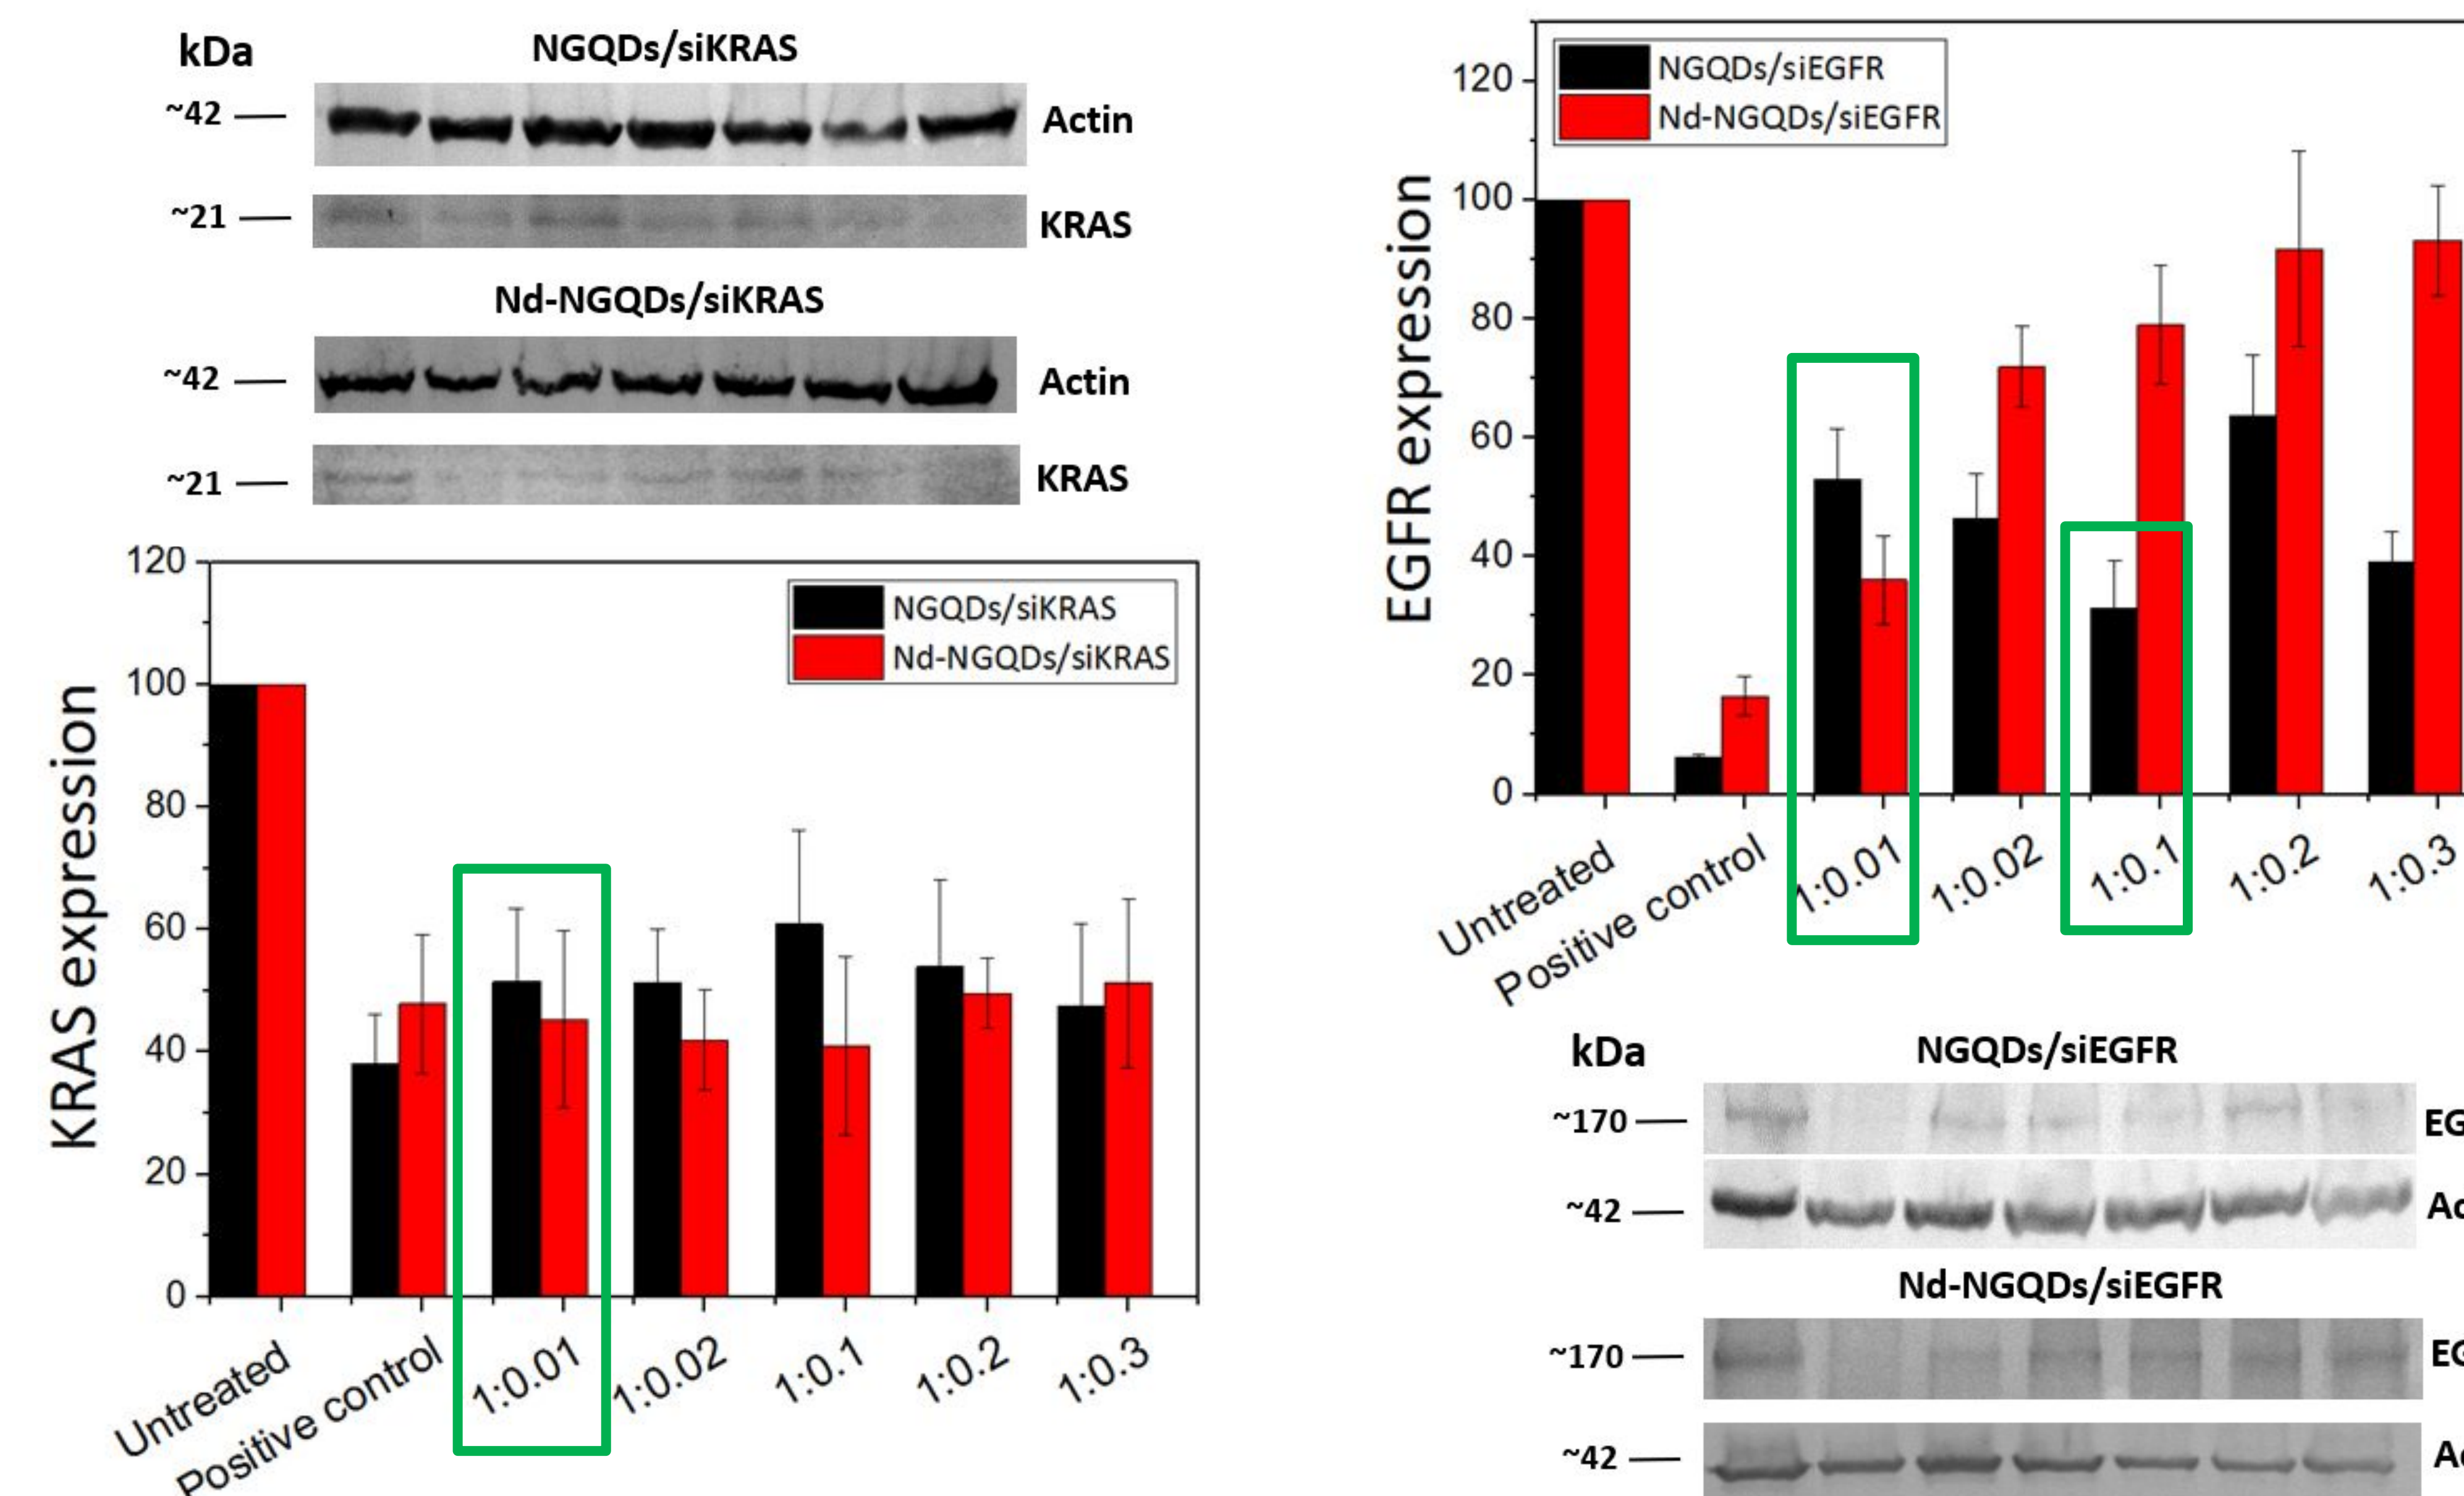 kDa
NGQDs/siKRAS
~42
Actin
~21
KRAS
Nd-NGQDs/siKRAS
~42
Actin
~21
KRAS
KRAS expression
120
100
80
60
40
20
0
NGQDs/siKRAS
Nd-NGQDs/siKRAS
Untreated
Positive control
1:0.01
1:0.02
1:0.1
1:0.2
1:0.3
EGFR expression
120
100
80
60
40
20
0
NGQDs/siEGFR
Nd-NGQDs/siEGFR
Untreated
Positive control
1:0.01
1:0.02
1:0.1
1:0.2
1:0.3
kDa
NGQDs/siEGFR
~170
~42
Nd-NGQDs/siEGFR
~170
~42